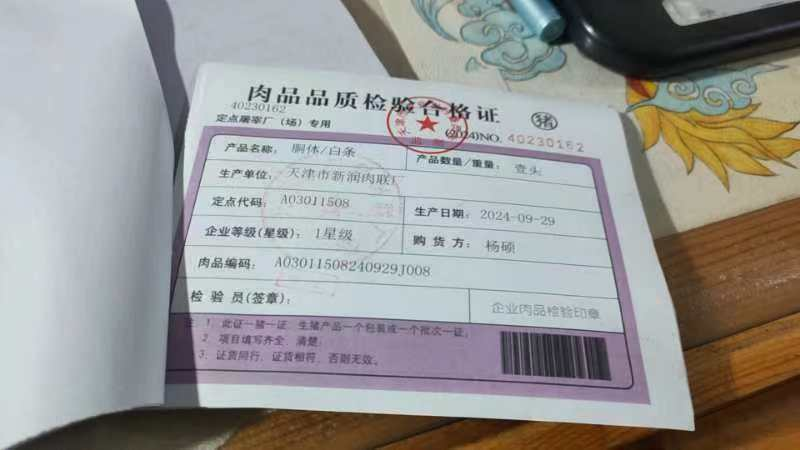 肉品品质检验合格证
40230162
定点屠宰厂（场）专用
(2024)NO. 40230162
猪
产品名称： 胴体/白条
产品数量/重量： 壹头
生产单位： 天津市新润肉联厂
定点代码： A03011508
生产日期： 2024-09-29
企业等级(星级)： 1星级
购 货 方： 杨硕
肉品编码： A03011508240929J008
检 验 员(签章)：
企业肉品检验印章
注：1．此证一猪一证，生猪产品一个包装或一个批次一证。
2．项目填写齐全、清楚。
3．证货同行，证货相符，否则无效。